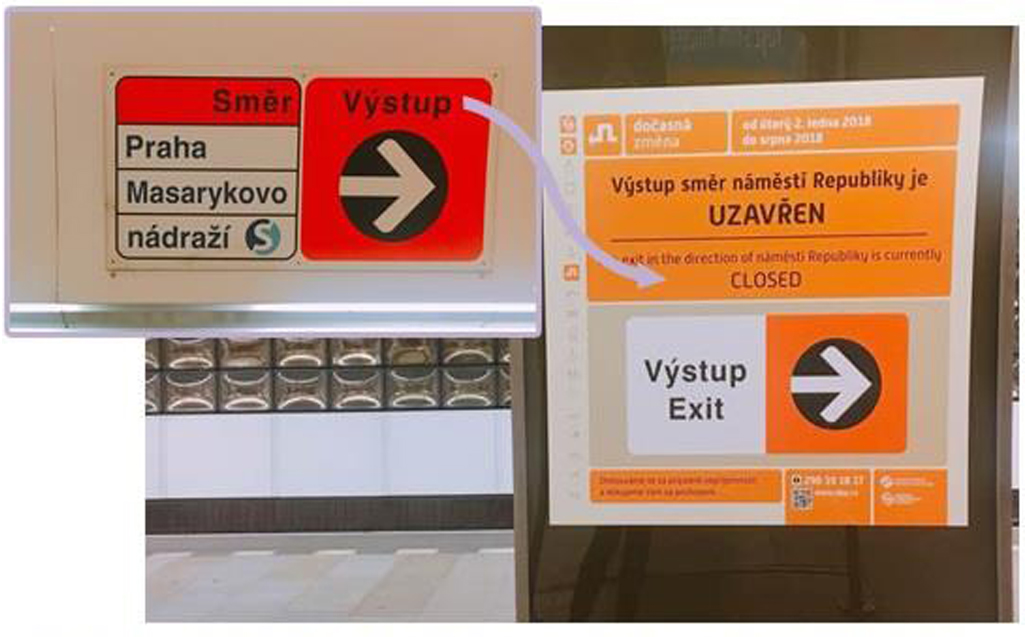 Směr
Praha
Masarykovo
nádraží S
Výstup
dočasná
změna
od úterý 2. ledna 2018
do srpna 2018
Výstup směr náměstí Republiky je
UZAVŘEN
exit in the direction of náměstí Republiky is currently
CLOSED
Výstup
Exit